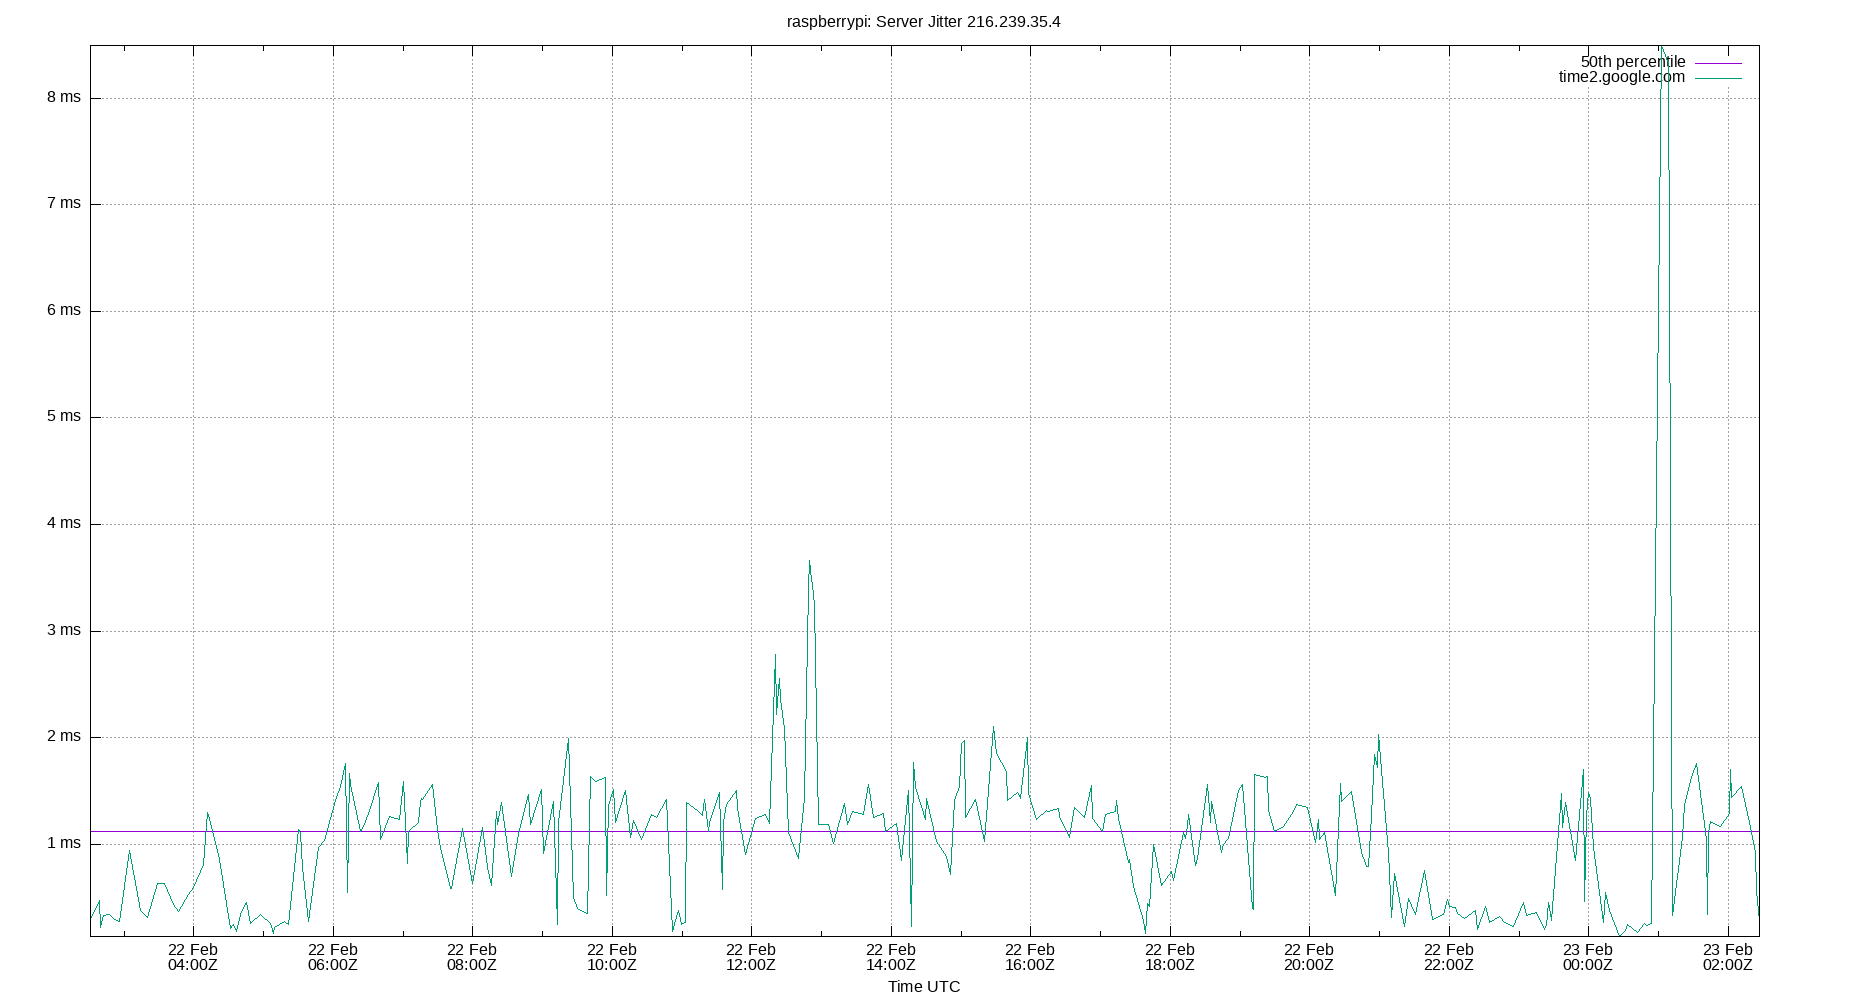 raspberrypi: Server Jitter 216.239.35.4
50th percentile
time2.google.com
8 ms
7 ms
6 ms
5 ms
4 ms
3 ms
2 ms
1 ms
22 Feb 22 Feb 22 Feb 22 Feb 22 Feb 22 Feb 22 Feb 22 Feb 22 Feb 22 Feb 23 Feb 23 Feb
04:00Z 06:00Z 08:00Z 10:00Z 12:00Z 14:00Z 16:00Z 18:00Z 20:00Z 22:00Z 00:00Z 02:00Z
Time UTC